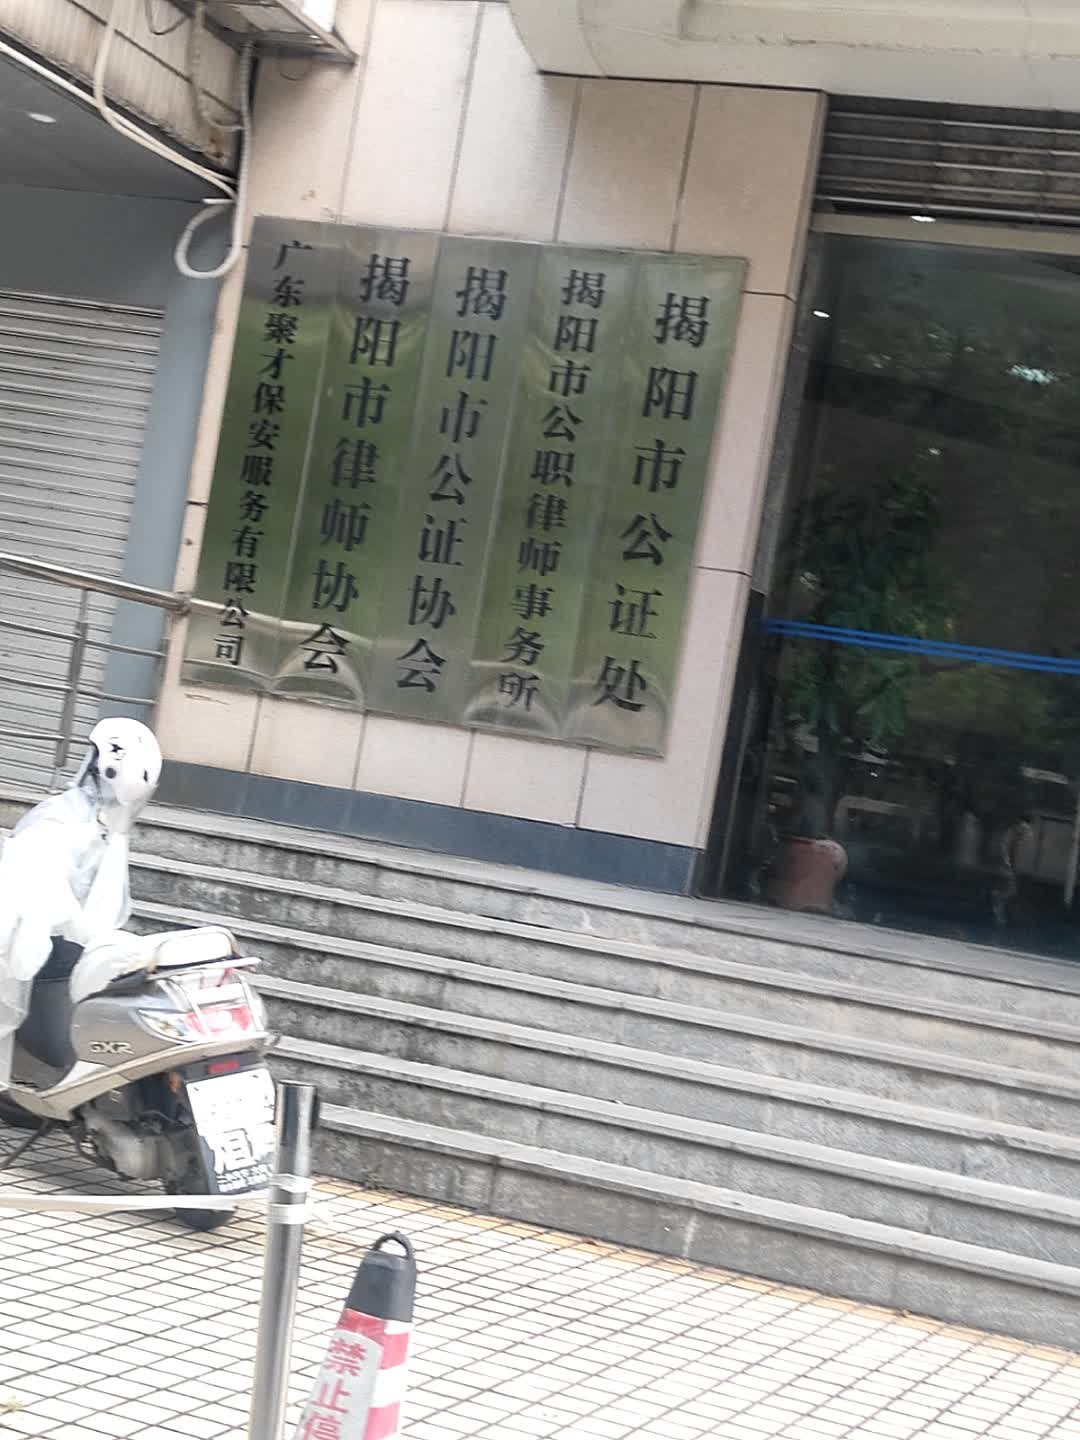 揭阳市公证处
揭阳市公职律师事务所
揭阳市公证协会
揭阳市律师协会
广东聚才保安服务有限公司
GXR
禁止停